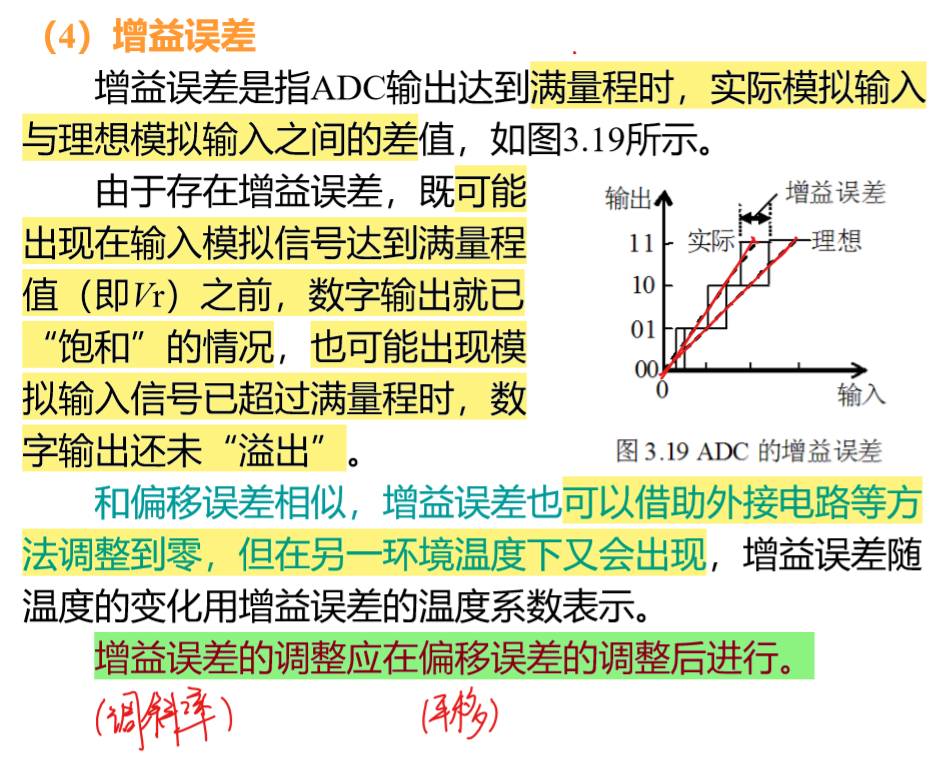 （4）增益误差
增益误差是指ADC输出达到满量程时，实际模拟输入
与理想模拟输入之间的差值，如图3.19所示。
由于存在增益误差，既可能
出现在输入模拟信号达到满量程
值（即Vr）之前，数字输出就已
“饱和”的情况，也可能出现模
拟输入信号已超过满量程时，数
字输出还未“溢出”。
输出
增益误差
11
实际
理想
10
01
00
0
输入
图 3.19 ADC 的增益误差
和偏移误差相似，增益误差也可以借助外接电路等方
法调整到零，但在另一环境温度下又会出现，增益误差随
温度的变化用增益误差的温度系数表示。
增益误差的调整应在偏移误差的调整后进行。
(调斜率)
(平移)